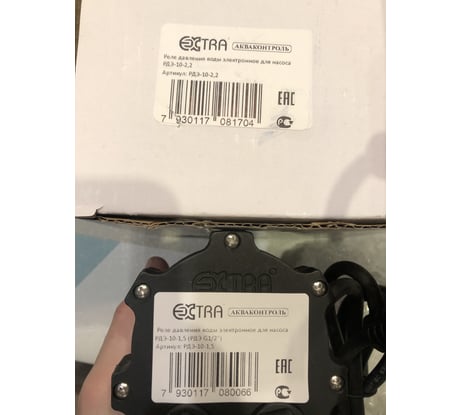 EXTRA АКВАКОНТРОЛЬ
Реле давления воды электронное для насоса
РДЭ-10-2,2
Артикул: РДЭ-10-2,2
EAC
7 930117 081704
EXTRA
EXTRA АКВАКОНТРОЛЬ
Реле давления воды электронное для насоса
РДЭ-10-1,5 (РДЭ G1/2")
Артикул: РДЭ-10-1,5
EAC
7 930117 080066